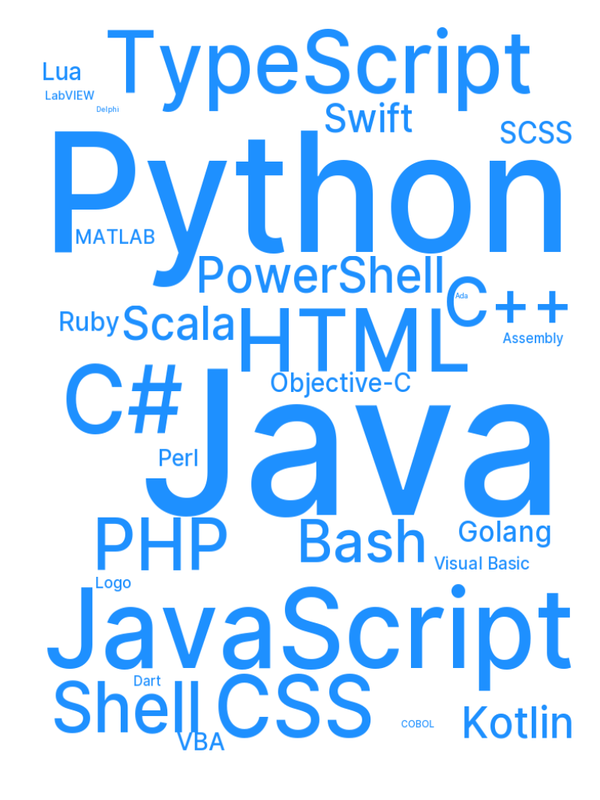 TypeScript
Lua
LabVIEW
Delphi
Swift
SCSS
Python
MATLAB
PowerShell
C++
Ada
Ruby
Scala
HTML
Assembly
C#
Objective-C
Java
Perl
PHP
Bash
Golang
Visual Basic
Logo
JavaScript
Dart
Shell
CSS
COBOL
Kotlin
VBA